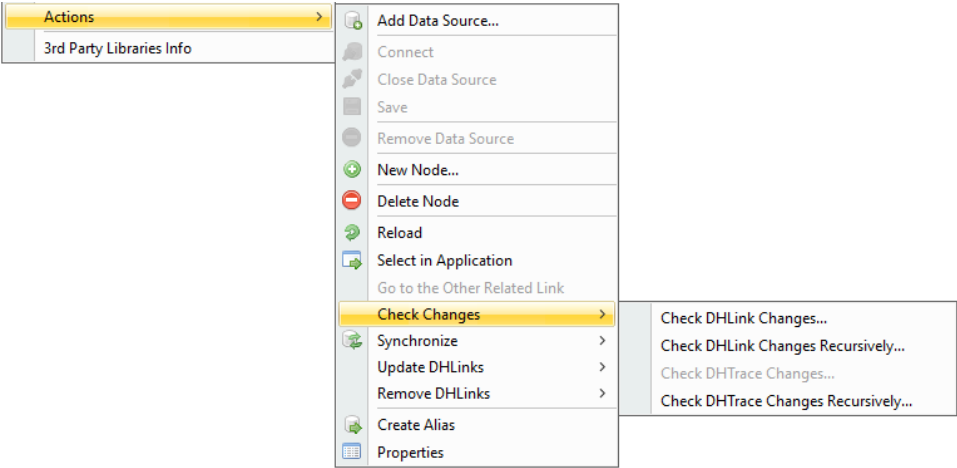 Actions
3rd Party Libraries Info
Add Data Source...
Connect
Close Data Source
Save
Remove Data Source
New Node...
Delete Node
Reload
Select in Application
Go to the Other Related Link
Check Changes
Synchronize
Update DHLinks
Remove DHLinks
Create Alias
Properties
Check DHLink Changes...
Check DHLink Changes Recursively...
Check DHTrace Changes...
Check DHTrace Changes Recursively...